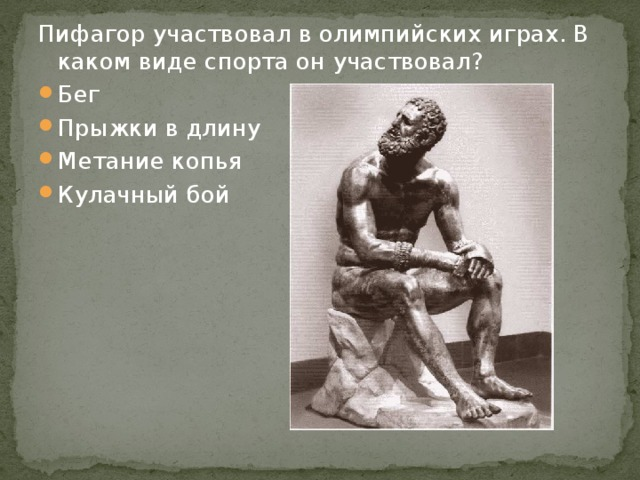 Пифагор участвовал в олимпийских играх. В
каком виде спорта он участвовал?
Бег
Прыжки в длину
Метание копья
Кулачный бой